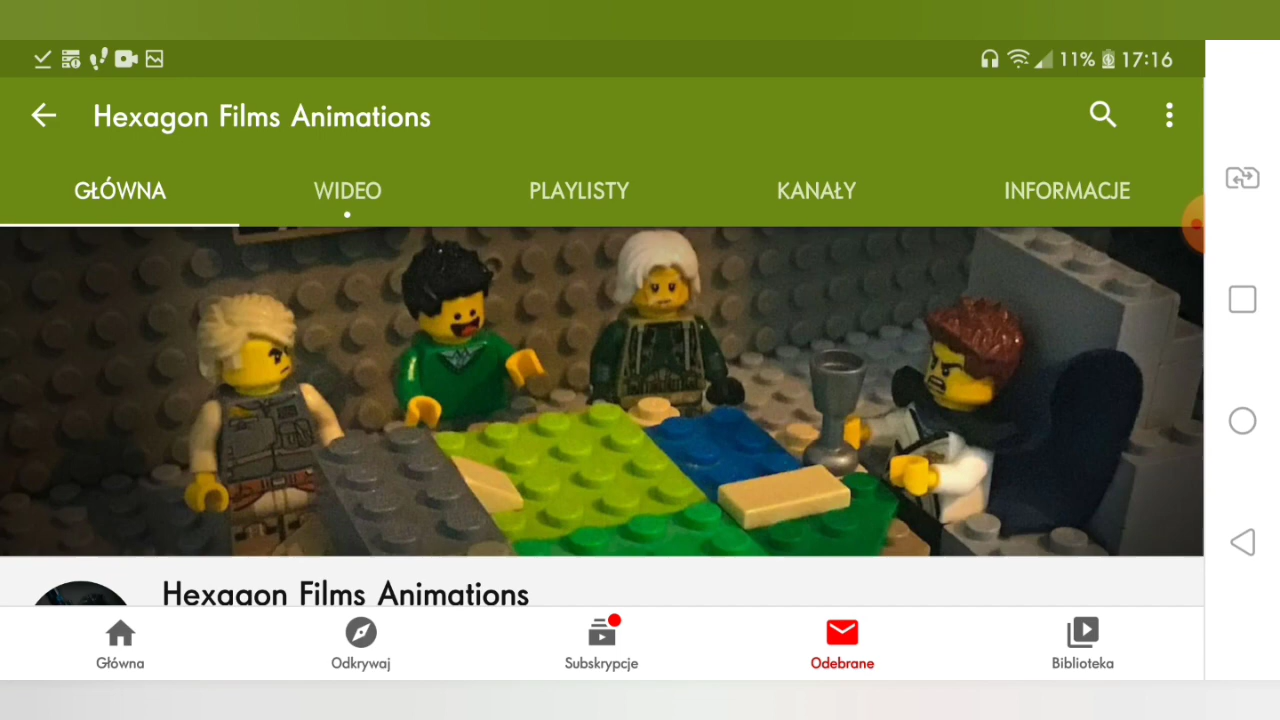 11% 17:16
Hexagon Films Animations
GŁÓWNA WIDEO PLAYLISTY KANAŁY INFORMACJE
Hexagon Films Animations
Główna Odkrywaj Subskrypcje Odebrane Biblioteka